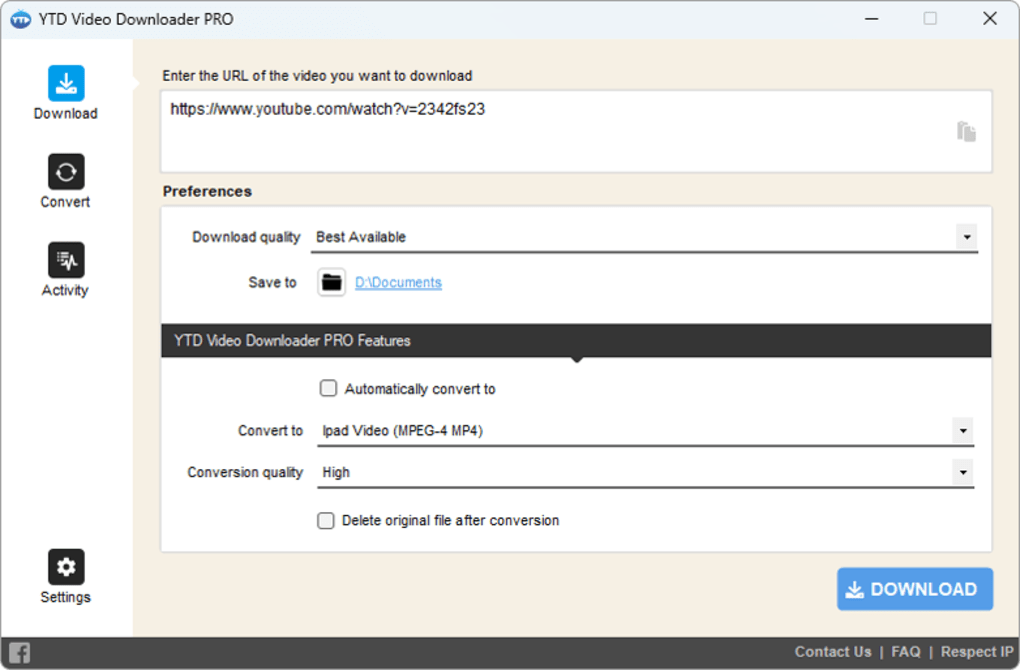 YTD YTD Video Downloader PRO
Download
Convert
Activity
Settings
Enter the URL of the video you want to download
https://www.youtube.com/watch?v=2342fs23
Preferences
Download quality Best Available
Save to D:\Documents
YTD Video Downloader PRO Features
Automatically convert to
Convert to Ipad Video (MPEG-4 MP4)
Conversion quality High
Delete original file after conversion
DOWNLOAD
f Contact Us | FAQ | Respect IP